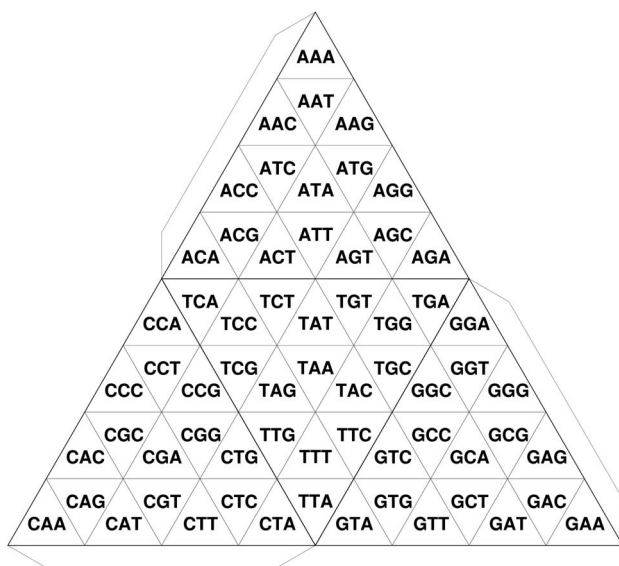 AAA
AAT
AAC AAG
ATC ATG
ACC ATA AGG
ACG ATT AGC
ACA ACT AGT AGA
TCA TCT TGT TGA
CCA TCC TAT TGG GGA
CCT TCG TAA TGC GGT
CCC CCG TAG TAC GGC GGG
CGC CGG TTG TTC GCC GCG
CAC CGA CTG TTT GTC GCA GAG
CAG CGT CTC TTA GTG GCT GAC
CAA CAT CTT CTA GTA GTT GAT GAA